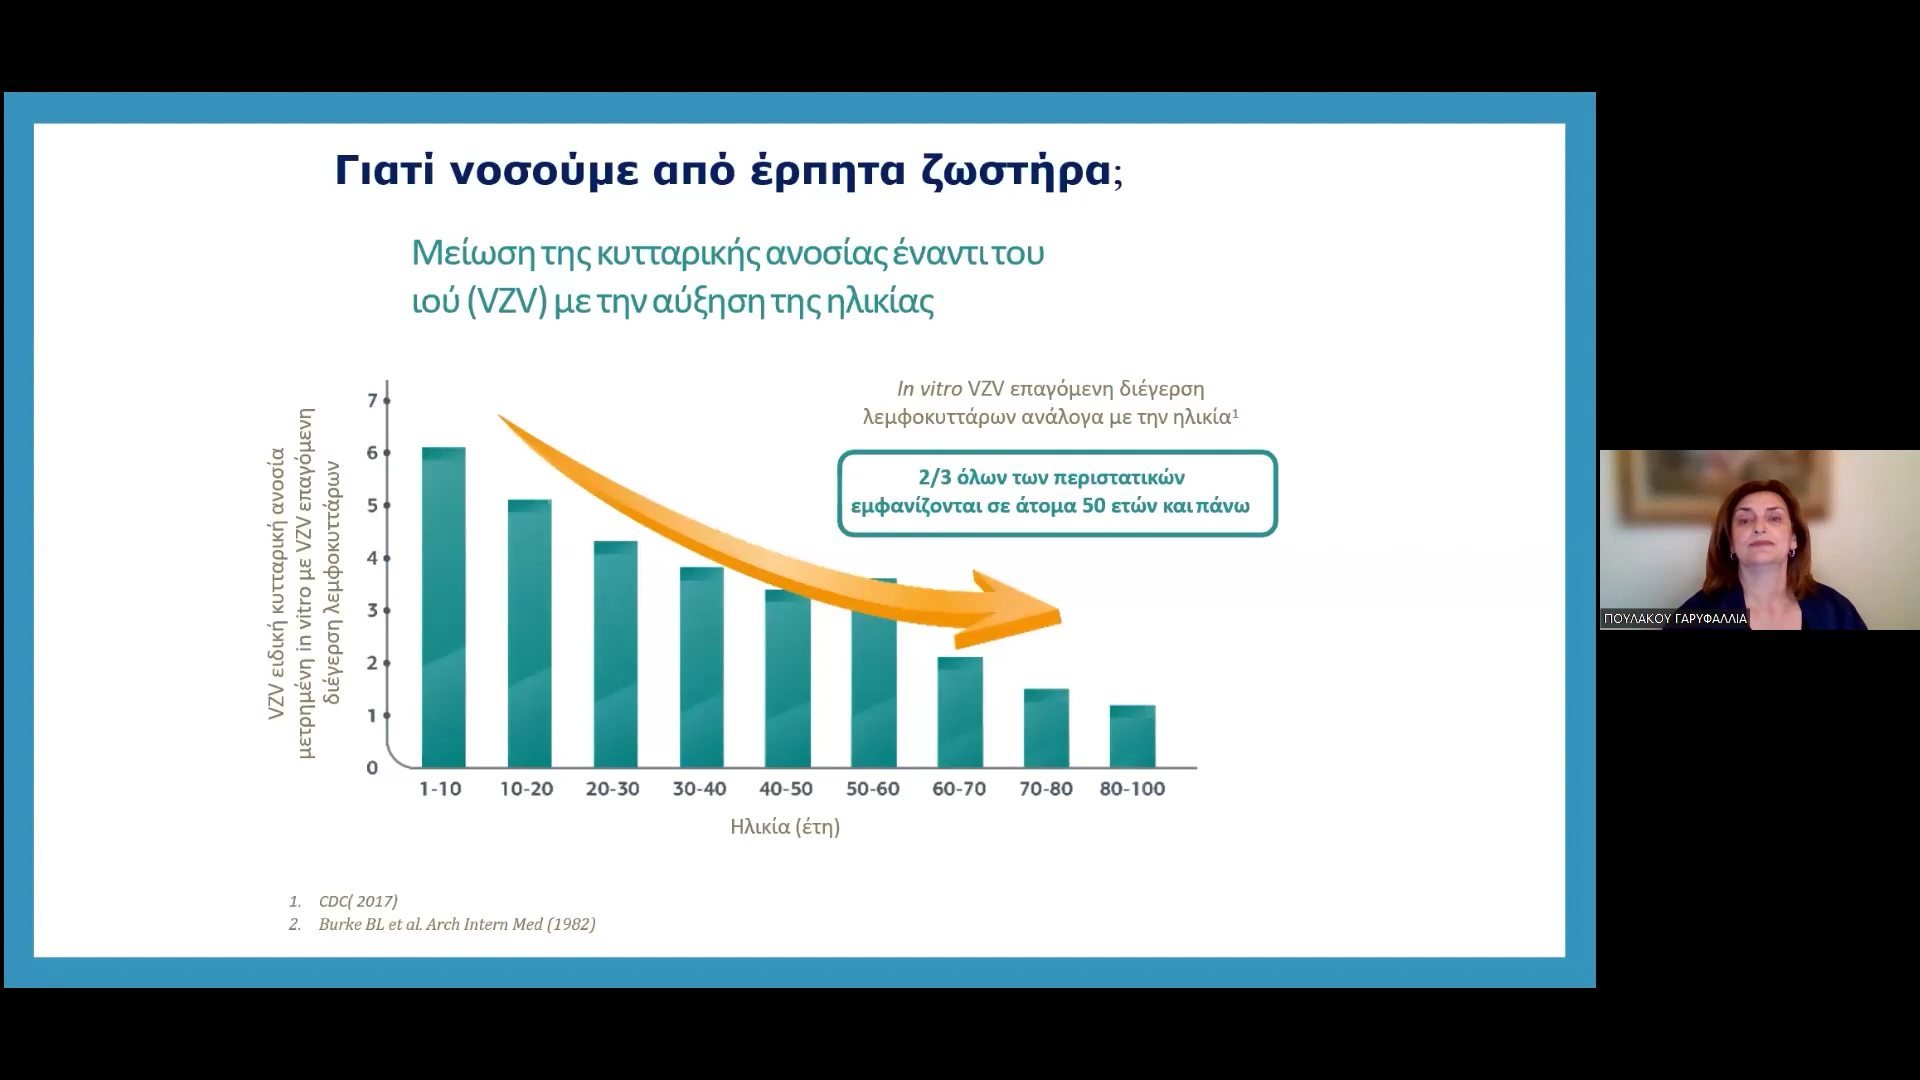 Γιατί νοσούμε από έρπητα ζωστήρα;
Μείωση της κυτταρικής ανοσίας έναντι του
ιού (VZV) με την αύξηση της ηλικίας
In vitro VZV επαγόμενη διέγερση
λεμφοκυττάρων ανάλογα με την ηλικία¹
2/3 όλων των περιστατικών
εμφανίζονται σε άτομα 50 ετών και πάνω
VZV ειδική κυτταρική ανοσία
μετρημένη in vitro με VZV επαγόμενη
διέγερση λεμφοκυττάρων
7
6
5
4
3
2
1
0
1-10 10-20 20-30 30-40 40-50 50-60 60-70 70-80 80-100
Ηλικία (έτη)
1. CDC( 2017)
2. Burke BL et al. Arch Intern Med (1982)
ΠΟΥΛΑΚΟΥ ΓΑΡΥΦΑΛΛΙΑ